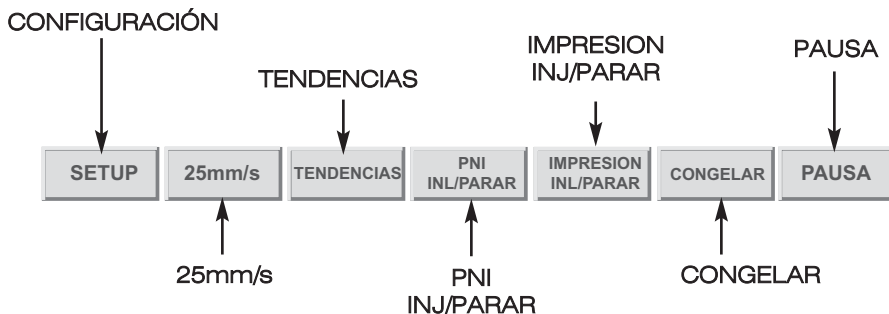 CONFIGURACIÓN
TENDENCIAS
IMPRESION
INJ/PARAR
PAUSA
SETUP
25mm/s
TENDENCIAS
PNI
INL/PARAR
IMPRESION
INL/PARAR
CONGELAR
PAUSA
25mm/s
PNI
INJ/PARAR
CONGELAR